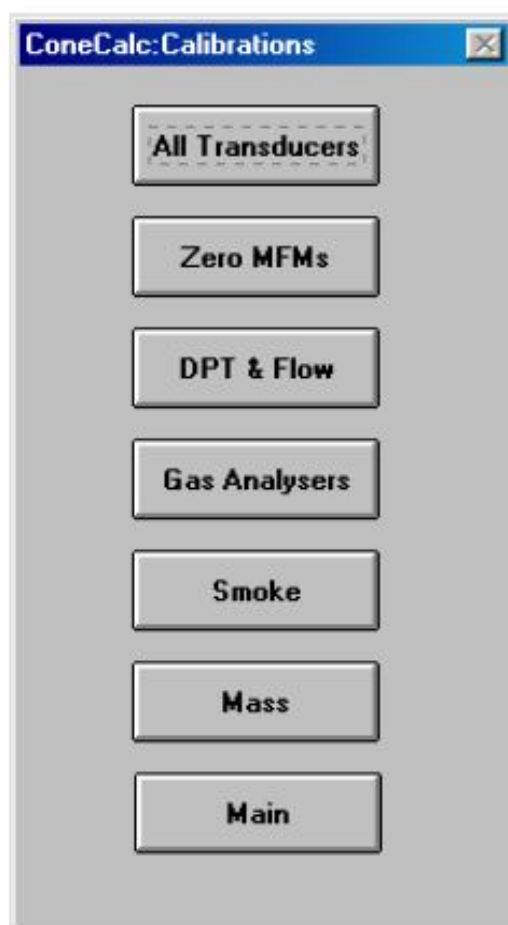 ConeCalc:Calibrations
All Transducers
Zero MFMs
DPT & Flow
Gas Analysers
Smoke
Mass
Main